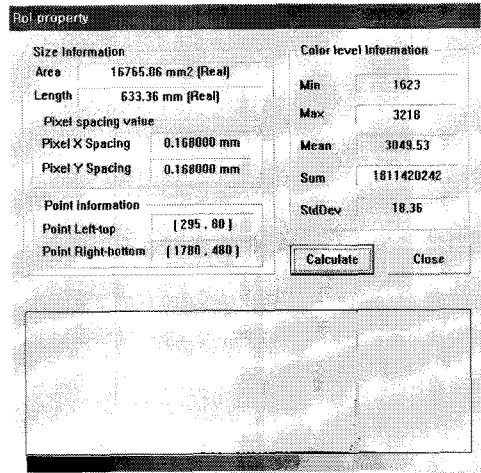 RoI property
Size Information
Area 16765.06 mm2 (Real)
Length 633.36 mm (Real)
Pixel spacing value
Pixel X Spacing 0.168000 mm
Pixel Y Spacing 0.168000 mm
Point information
Point Left-top ( 295 , 80 )
Point Right-bottom ( 1780 , 480 )
Color level Information
Min 1623
Max 3218
Mean 3049.53
Sum 1811420242
StdDev 18.36
Calculate Close